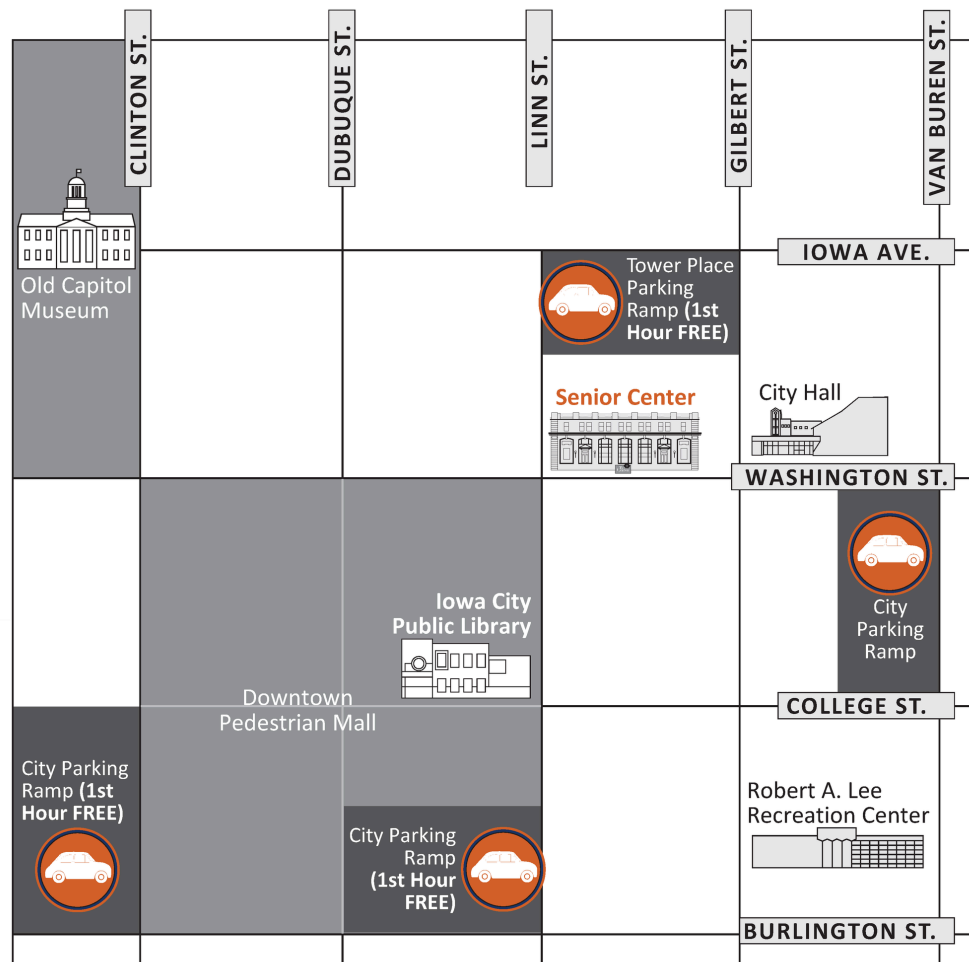 CLINTON ST.
DUBUQUE ST.
LINN ST.
GILBERT ST.
VAN BUREN ST.
IOWA AVE.
Old Capitol
Museum
Tower Place
Parking
Ramp (1st
Hour FREE)
Senior Center
City Hall
WASHINGTON ST.
City
Parking
Ramp
Iowa City
Public Library
Downtown
Pedestrian Mall
COLLEGE ST.
City Parking
Ramp (1st
Hour FREE)
City Parking
Ramp
(1st Hour
FREE)
Robert A. Lee
Recreation Center
BURLINGTON ST.